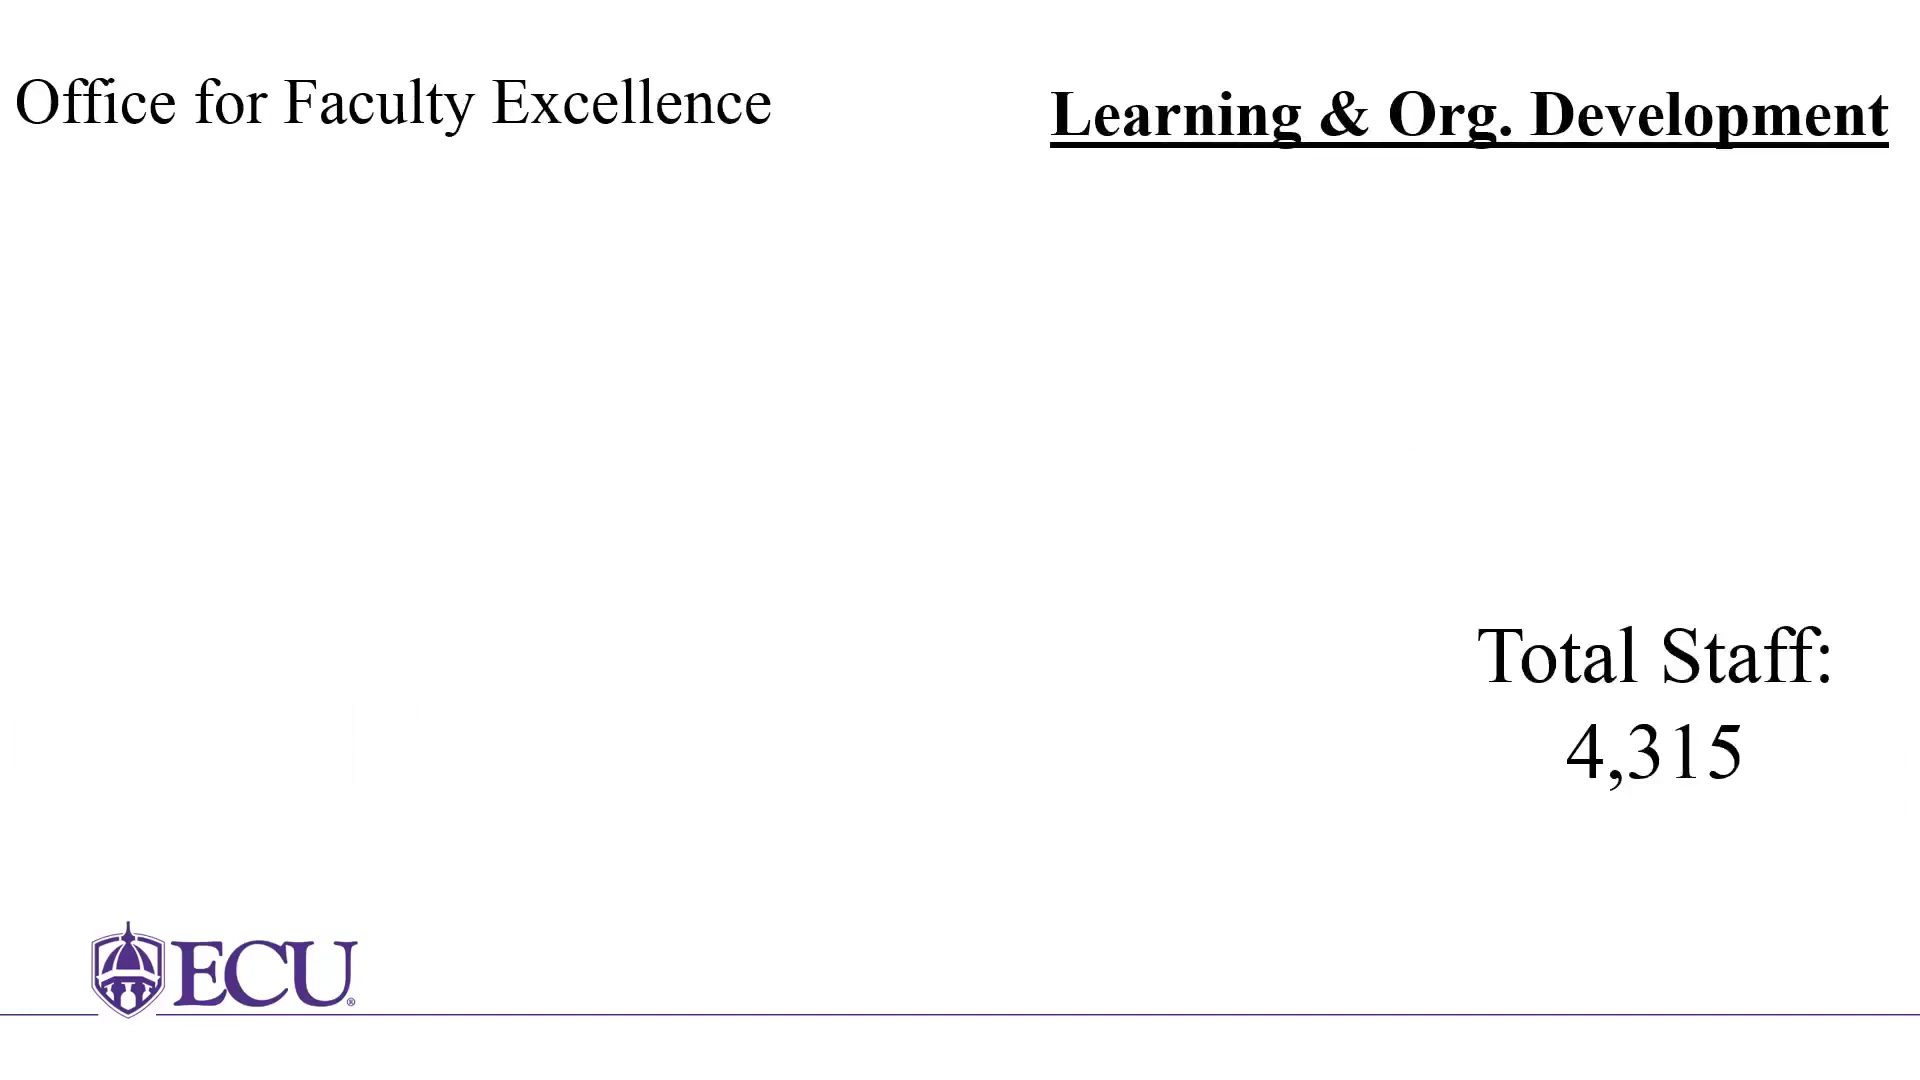 Office for Faculty Excellence
Learning & Org. Development
Total Staff:
4,315
ECU®